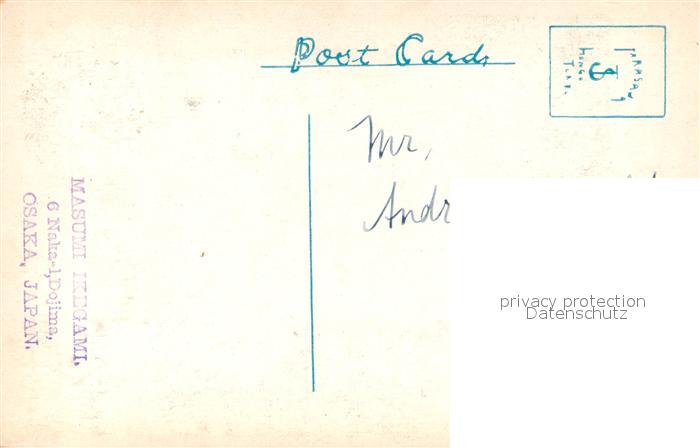 Post Card
Mr,
Andr
MASUMI IKEGAMI.
6 Naka-1, Dojima,
OSAKA, JAPAN.
privacy protection
Datenschutz